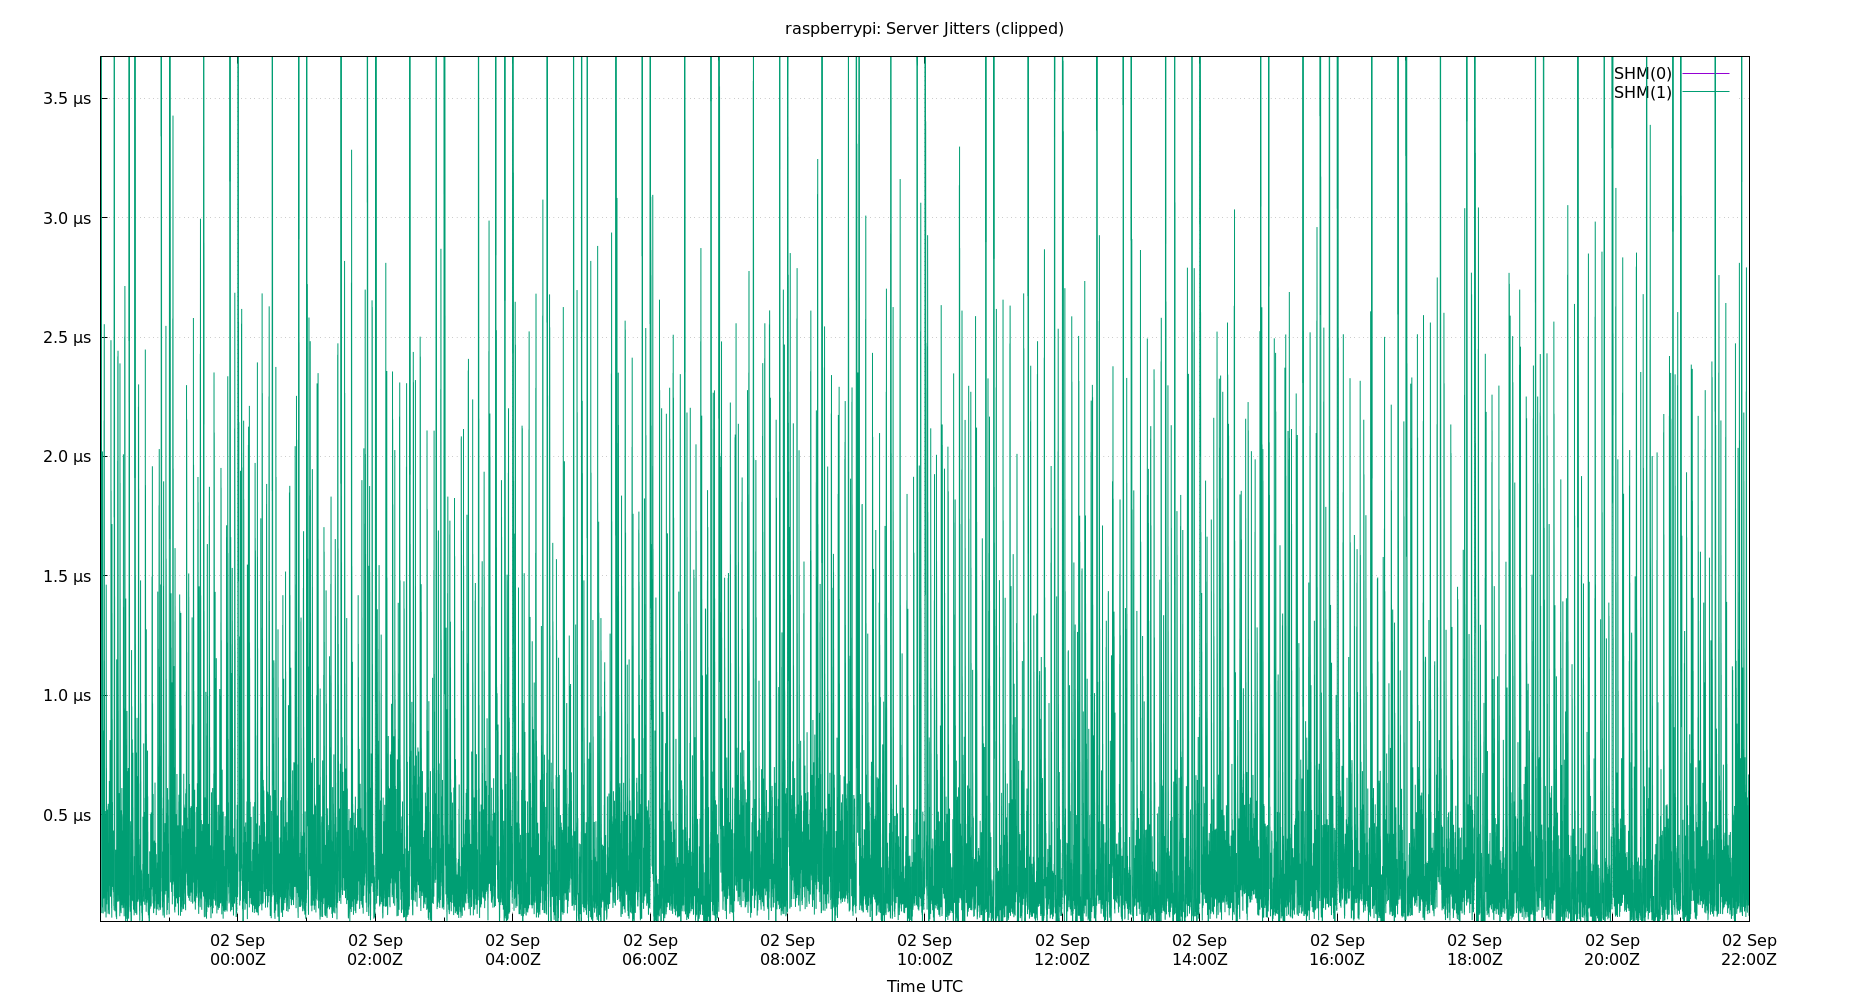 raspberrypi: Server Jitters (clipped)
SHM(0)
SHM(1)
3.5 µs
3.0 µs
2.5 µs
2.0 µs
1.5 µs
1.0 µs
0.5 µs
02 Sep 02 Sep 02 Sep 02 Sep 02 Sep 02 Sep 02 Sep 02 Sep 02 Sep 02 Sep 02 Sep 02 Sep
00:00Z 02:00Z 04:00Z 06:00Z 08:00Z 10:00Z 12:00Z 14:00Z 16:00Z 18:00Z 20:00Z 22:00Z
Time UTC